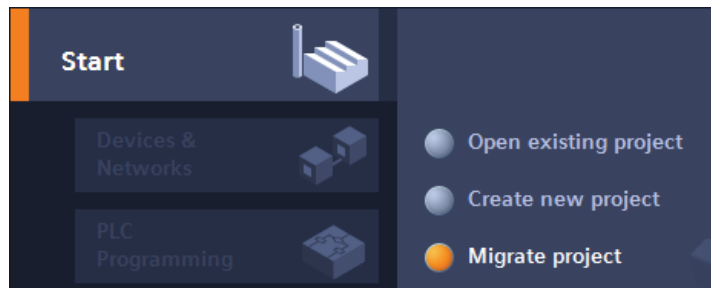 Start
Devices &
Networks
PLC
Programming
Open existing project
Create new project
Migrate project